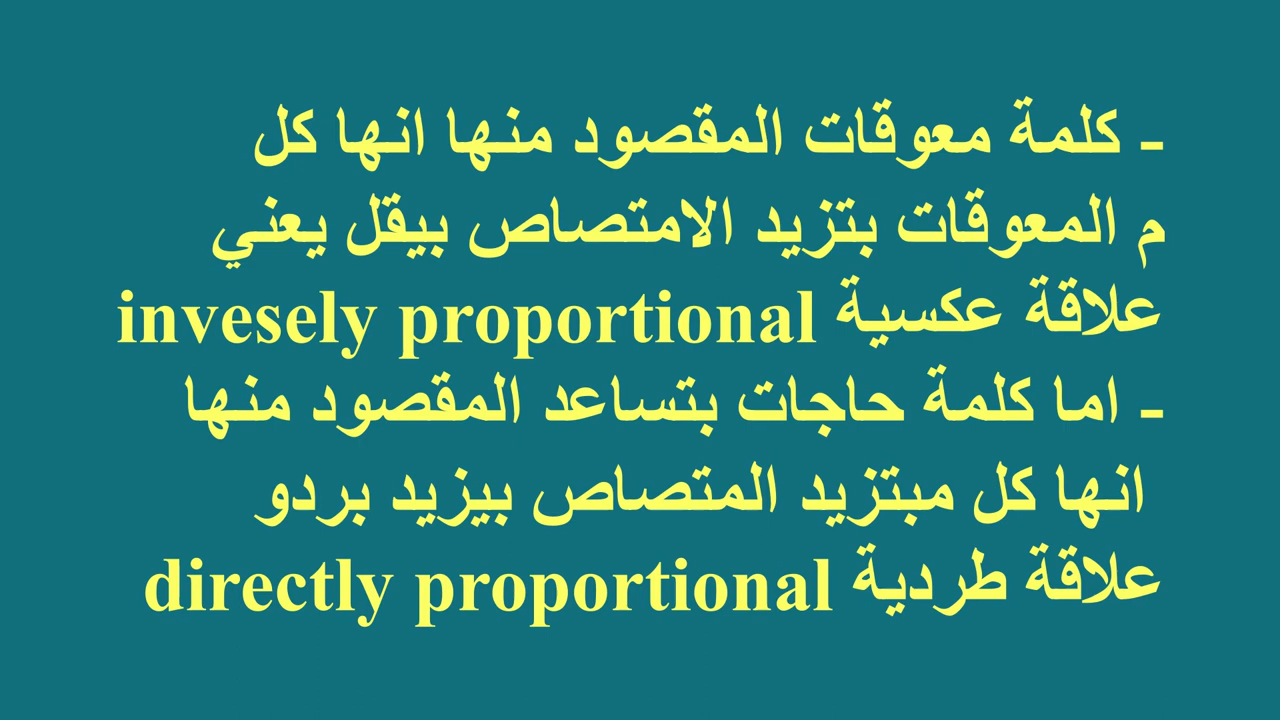 - كلمة معوقات المقصود منها انها كل
م المعوقات بتزيد الامتصاص بيقل يعني
علاقة عكسية invesely proportional
- اما كلمة حاجات بتساعد المقصود منها
انها كل مبتزيد المتصاص بيزيد بردو
علاقة طردية directly proportional